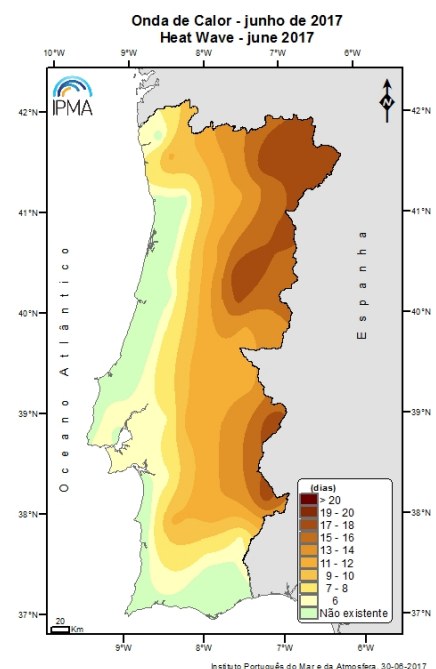 Onda de Calor - junho de 2017
Heat Wave - june 2017
10°W 9°W 8°W 7°W 6°W
IPMA
N
42°N 42°N
41°N 41°N
40°N 40°N
39°N 39°N
38°N 38°N
37°N 37°N
Oceano Atlântico
Espanha
(dias)
> 20
19 - 20
17 - 18
15 - 16
13 - 14
11 - 12
9 - 10
7 - 8
6
Não existente
20
Km
9°W 8°W 7°W 6°W
Instituto Português do Mar e da Atmosfera, 30-06-2017